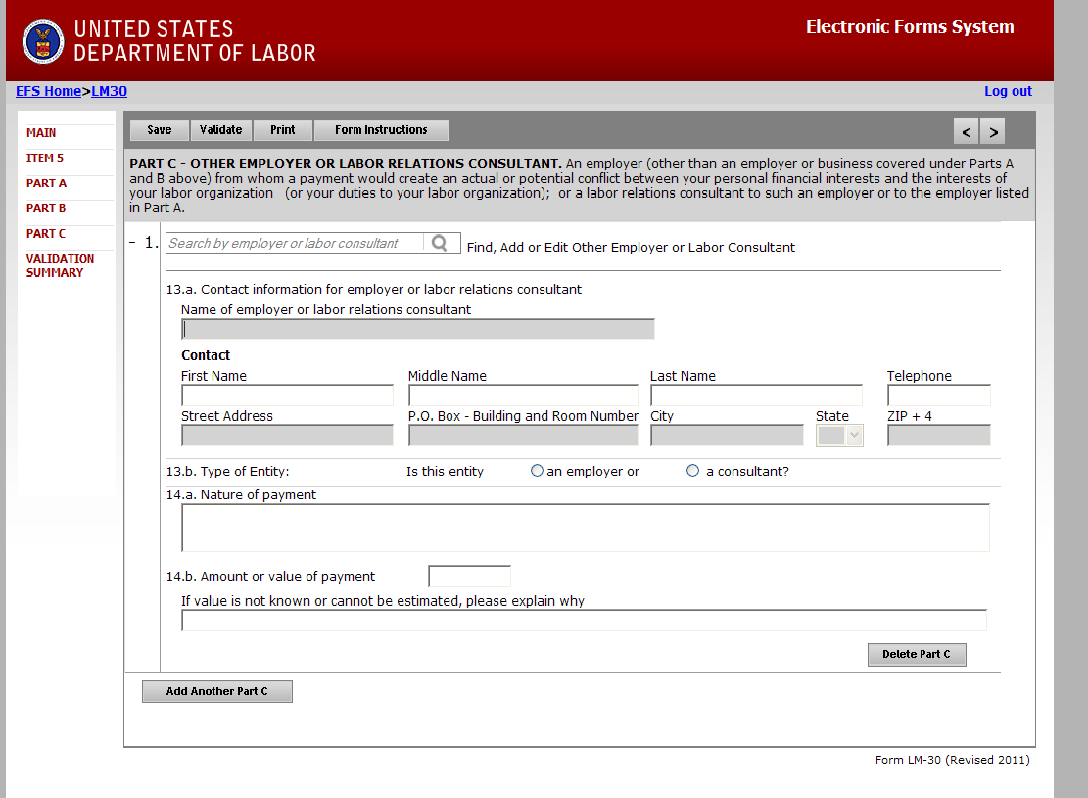 UNITED STATES
DEPARTMENT OF LABOR
Electronic Forms System
EFS Home>LM30
Log out
MAIN
ITEM 5
PART A
PART B
PART C
VALIDATION
SUMMARY
Save Validate Print Form Instructions < >
PART C - OTHER EMPLOYER OR LABOR RELATIONS CONSULTANT. An employer (other than an employer or business covered under Parts A
and B above) from whom a payment would create an actual or potential conflict between your personal financial interests and the interests of
your labor organization (or your duties to your labor organization); or a labor relations consultant to such an employer or to the employer listed
in Part A.
- 1. Search by employer or labor consultant Find, Add or Edit Other Employer or Labor Consultant
13.a. Contact information for employer or labor relations consultant
Name of employer or labor relations consultant
Contact
First Name Middle Name Last Name Telephone
Street Address P.O. Box - Building and Room Number City State ZIP + 4
13.b. Type of Entity: Is this entity an employer or a consultant?
14.a. Nature of payment
14.b. Amount or value of payment
If value is not known or cannot be estimated, please explain why
Delete Part C
Add Another Part C
Form LM-30 (Revised 2011)